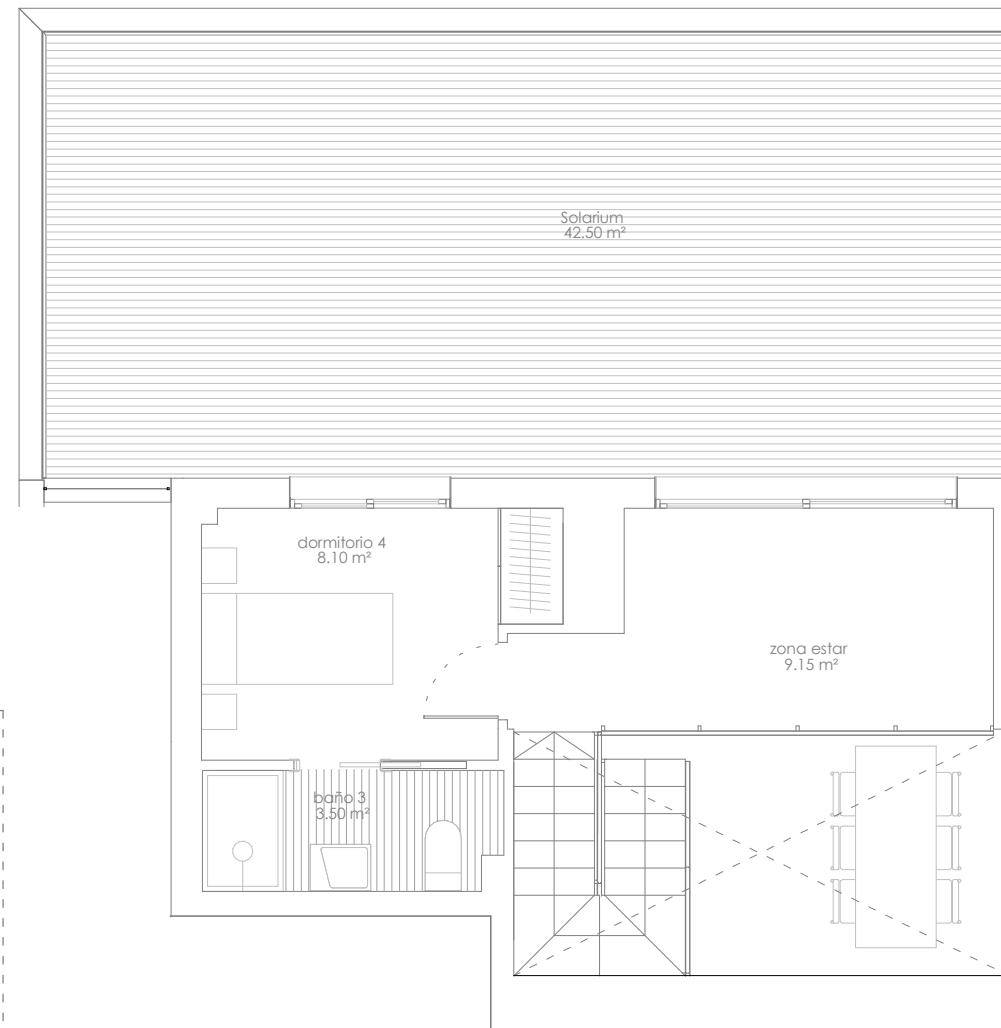 Solarium
42.50 m²
dormitorio 4
8.10 m²
zona estar
9.15 m²
baño 3
3.50 m²